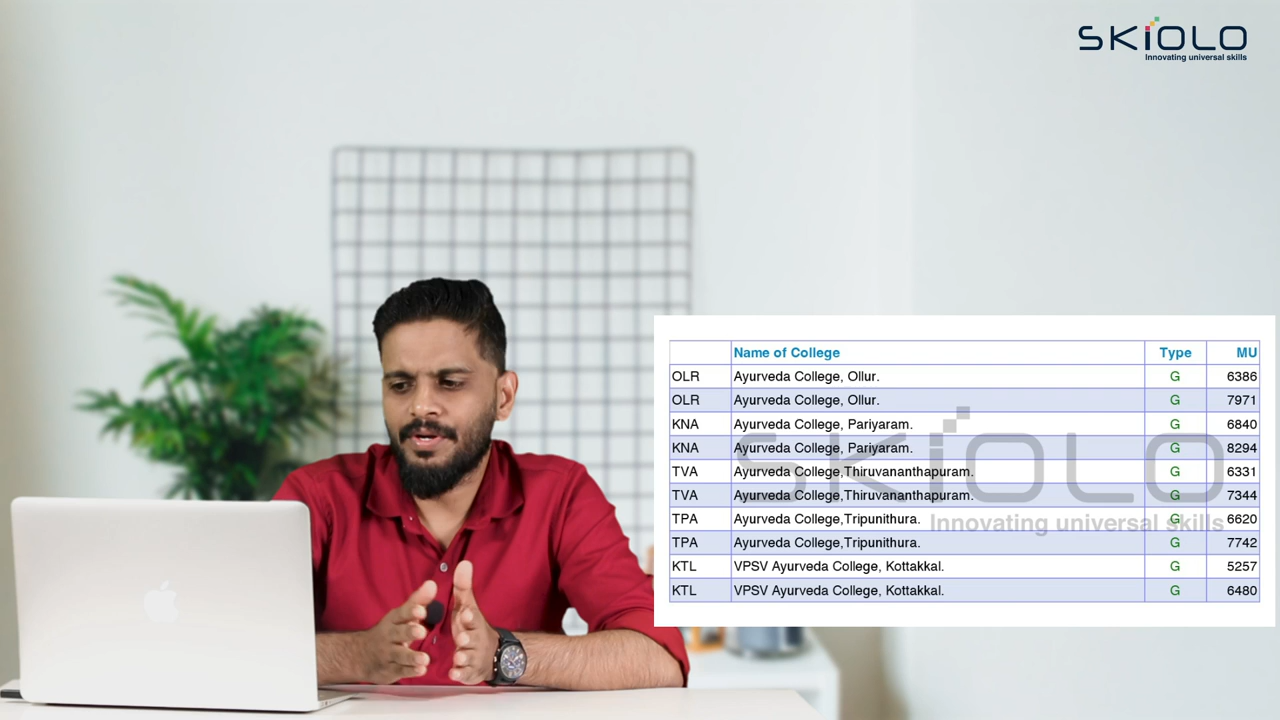 SKiOLO
Innovating universal skills
Name of College Type MU
OLR Ayurveda College, Ollur. G 6386
OLR Ayurveda College, Ollur. G 7971
KNA Ayurveda College, Pariyaram. G 6840
KNA Ayurveda College, Pariyaram. G 8294
TVA Ayurveda College,Thiruvananthapuram. G 6331
TVA Ayurveda College,Thiruvananthapuram. G 7344
TPA Ayurveda College,Tripunithura. G 6620
TPA Ayurveda College,Tripunithura. G 7742
KTL VPSV Ayurveda College, Kottakkal. G 5257
KTL VPSV Ayurveda College, Kottakkal. G 6480
SKiOLO
Innovating universal skills